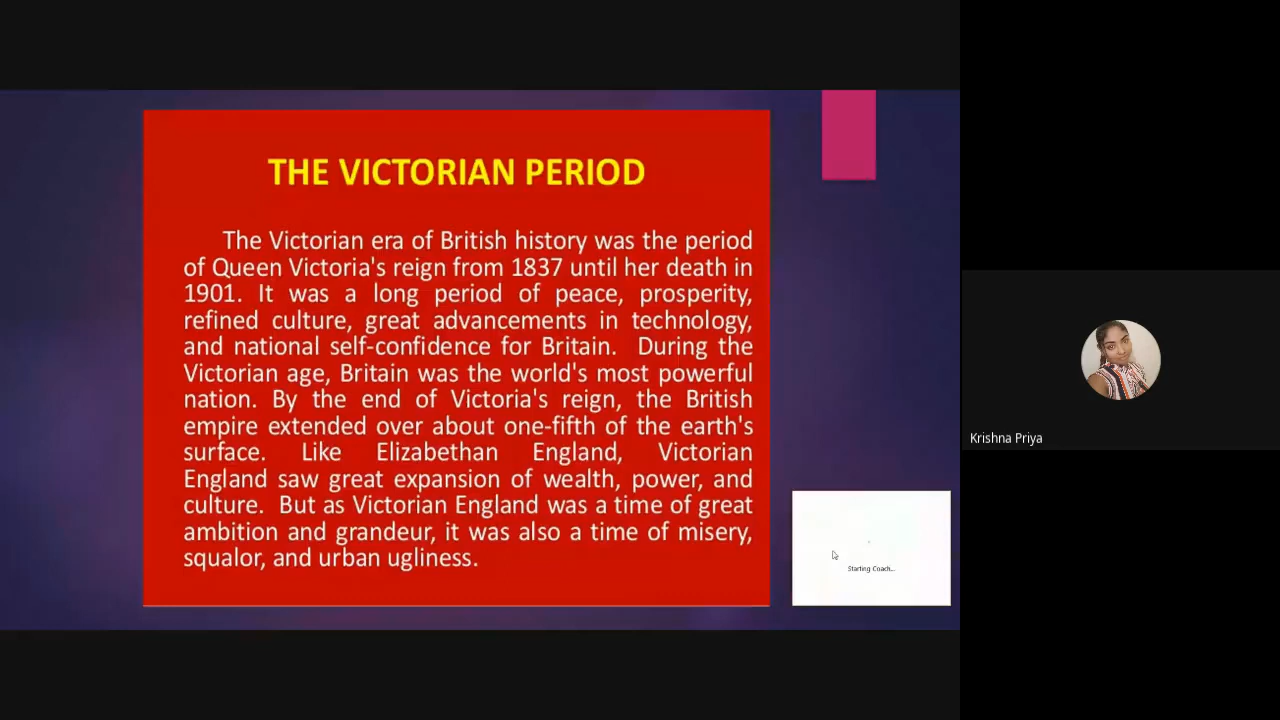 THE VICTORIAN PERIOD
The Victorian era of British history was the period
of Queen Victoria's reign from 1837 until her death in
1901. It was a long period of peace, prosperity,
refined culture, great advancements in technology,
and national self-confidence for Britain. During the
Victorian age, Britain was the world's most powerful
nation. By the end of Victoria's reign, the British
empire extended over about one-fifth of the earth's
surface. Like Elizabethan England, Victorian
England saw great expansion of wealth, power, and
culture. But as Victorian England was a time of great
ambition and grandeur, it was also a time of misery,
squalor, and urban ugliness.
Starting Coach...
Krishna Priya